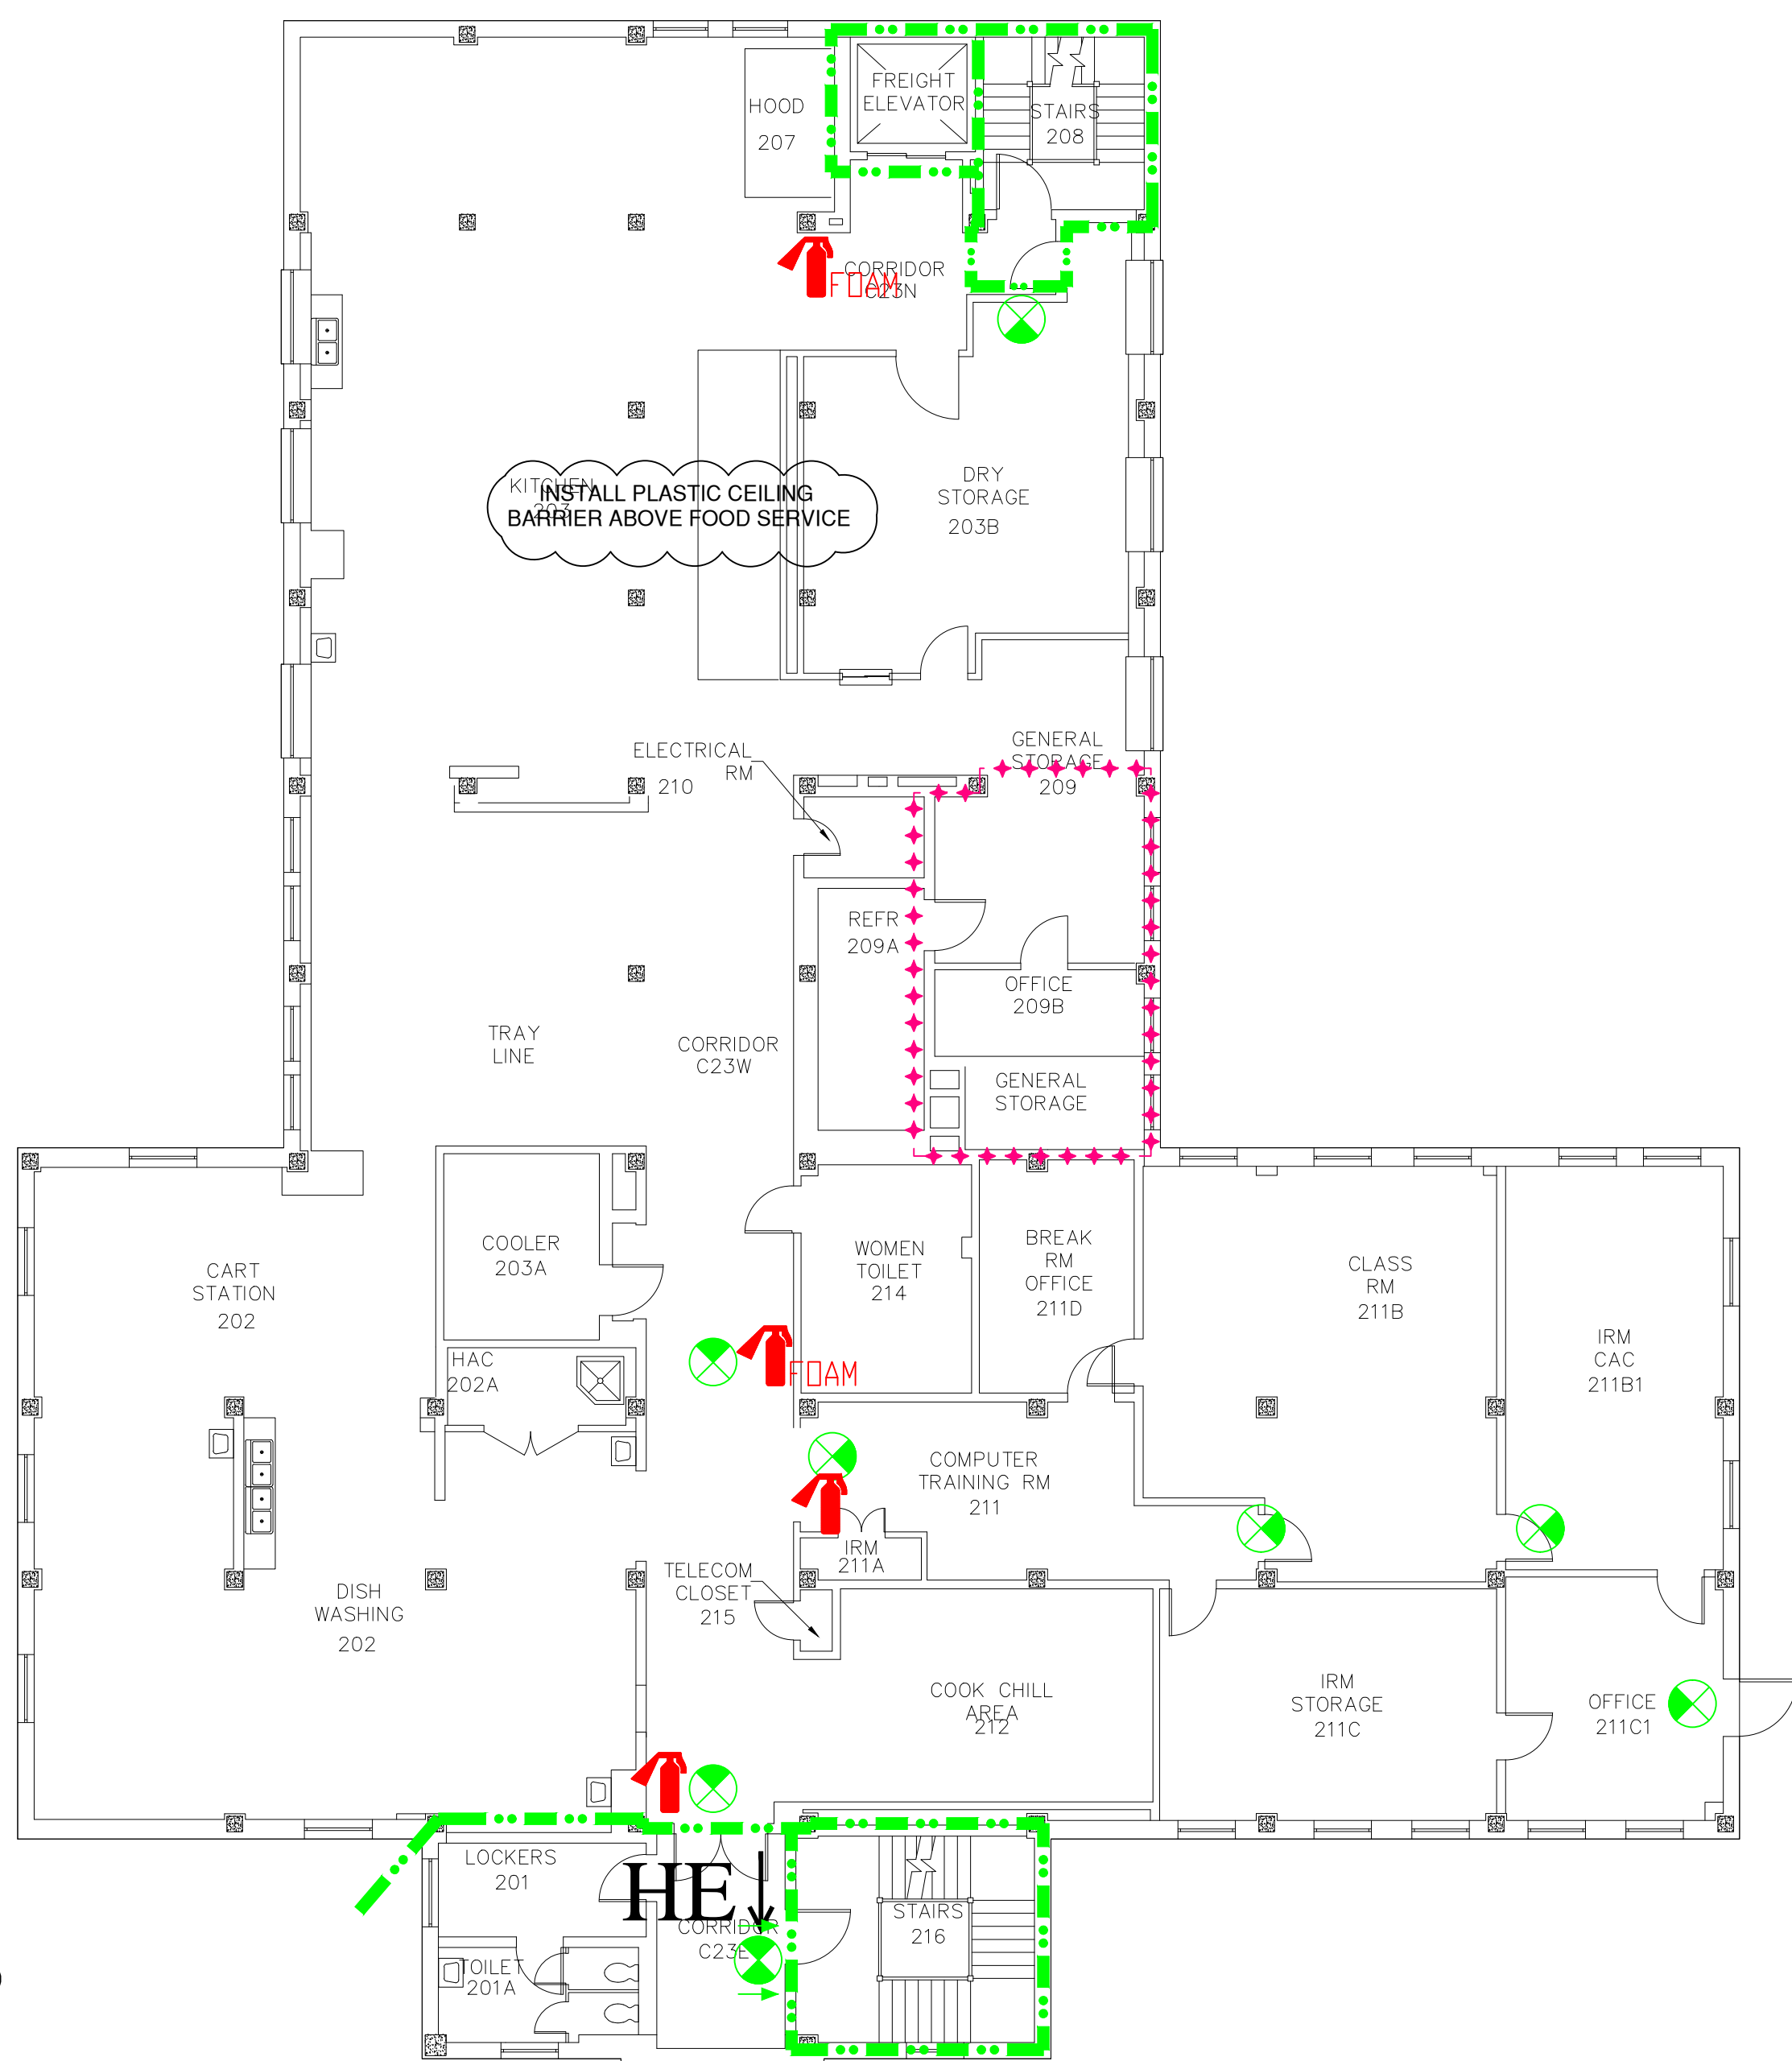 FREIGHT
ELEVATOR
HOOD
207
STAIRS
208
CORRIDOR
C23N
FOAM
KITCHEN
203
INSTALL PLASTIC CEILING
BARRIER ABOVE FOOD SERVICE
DRY
STORAGE
203B
ELECTRICAL
RM
210
GENERAL
STORAGE
209
REFR
209A
OFFICE
209B
TRAY
LINE
CORRIDOR
C23W
GENERAL
STORAGE
COOLER
203A
CART
STATION
202
WOMEN
TOILET
214
BREAK
RM
OFFICE
211D
CLASS
RM
211B
IRM
CAC
211B1
HAC
202A
FOAM
COMPUTER
TRAINING RM
211
IRM
211A
TELECOM
CLOSET
215
DISH
WASHING
202
COOK CHILL
AREA
212
IRM
STORAGE
211C
OFFICE
211C1
LOCKERS
201
HE
CORRIDOR
C23E
STAIRS
216
TOILET
201A